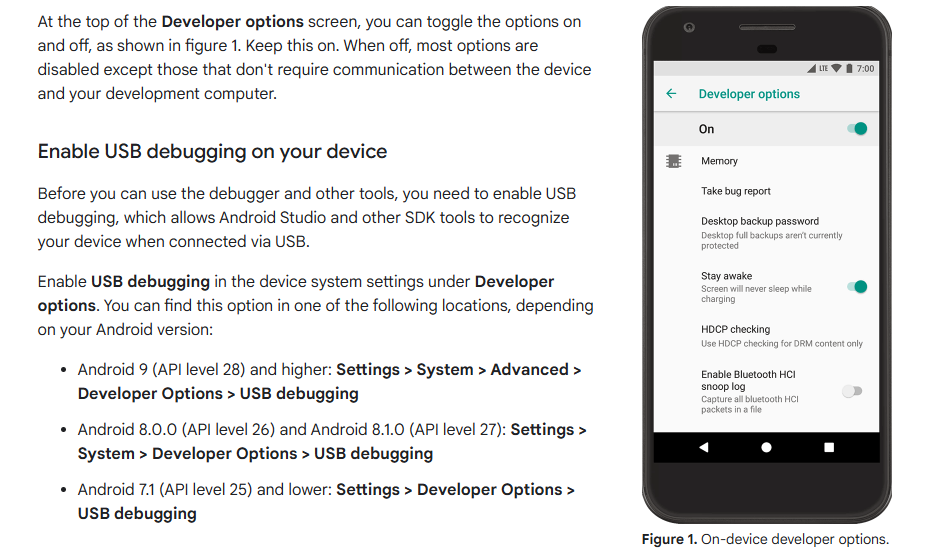 At the top of the Developer options screen, you can toggle the options on
and off, as shown in figure 1. Keep this on. When off, most options are
disabled except those that don't require communication between the device
and your development computer.
Enable USB debugging on your device
Before you can use the debugger and other tools, you need to enable USB
debugging, which allows Android Studio and other SDK tools to recognize
your device when connected via USB.
Enable USB debugging in the device system settings under Developer
options. You can find this option in one of the following locations, depending
on your Android version:
• Android 9 (API level 28) and higher: Settings > System > Advanced >
Developer Options > USB debugging
• Android 8.0.0 (API level 26) and Android 8.1.0 (API level 27): Settings >
System > Developer Options > USB debugging
• Android 7.1 (API level 25) and lower: Settings > Developer Options >
USB debugging
LTE 7:00
Developer options
On
Memory
Take bug report
Desktop backup password
Desktop full backups aren't currently
protected
Stay awake
Screen will never sleep while
charging
HDCP checking
Use HDCP checking for DRM content only
Enable Bluetooth HCI
snoop log
Capture all bluetooth HCI
packets in a file
Figure 1. On-device developer options.